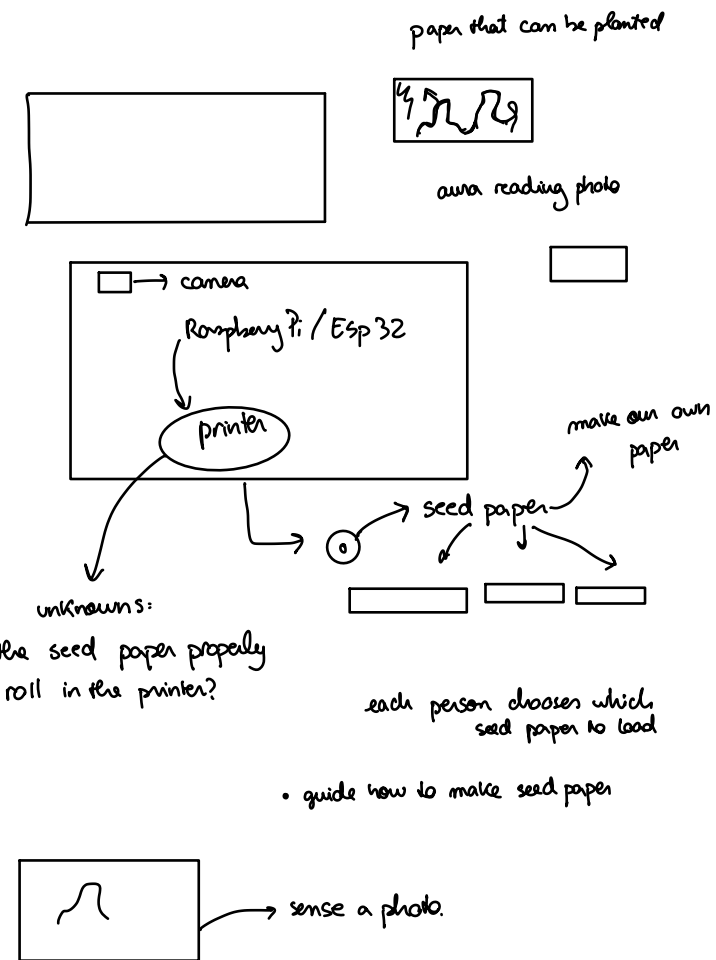 paper that can be planted
aura reading photo
camera
Raspberry Pi / Esp 32
printer
make our own
paper
seed paper
unknowns:
the seed paper properly
roll in the printer?
each person chooses which
seed paper to load
• guide how to make seed paper
sense a photo.